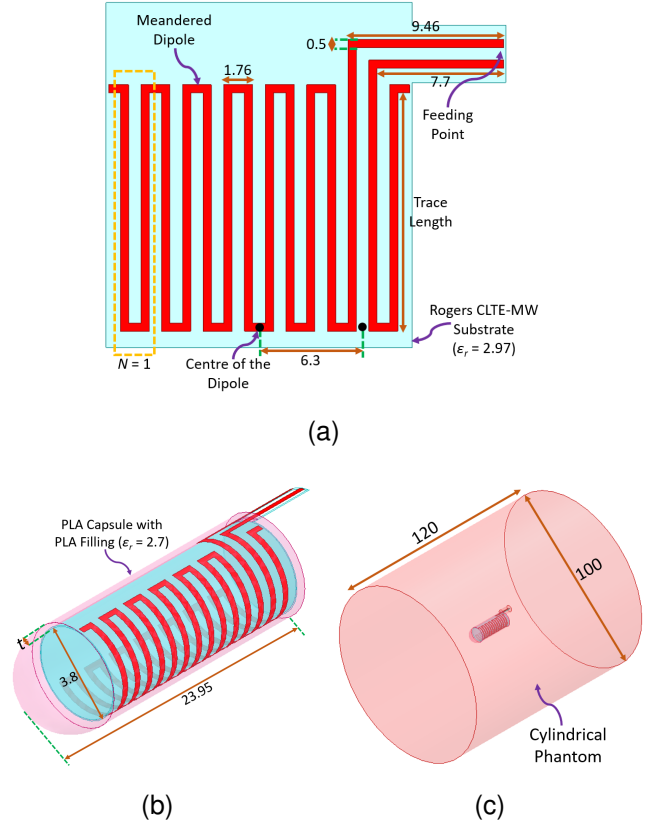 9.46
Meandered
Dipole
0.5
1.76
7.7
Feeding
Point
Trace
Length
Rogers CLTE-MW
Substrate
(εr = 2.97)
N = 1
Centre of the
Dipole
6.3
(a)
PLA Capsule with
PLA Filling (εr = 2.7)
t
3.8
23.95
(b)
120
100
Cylindrical
Phantom
(c)